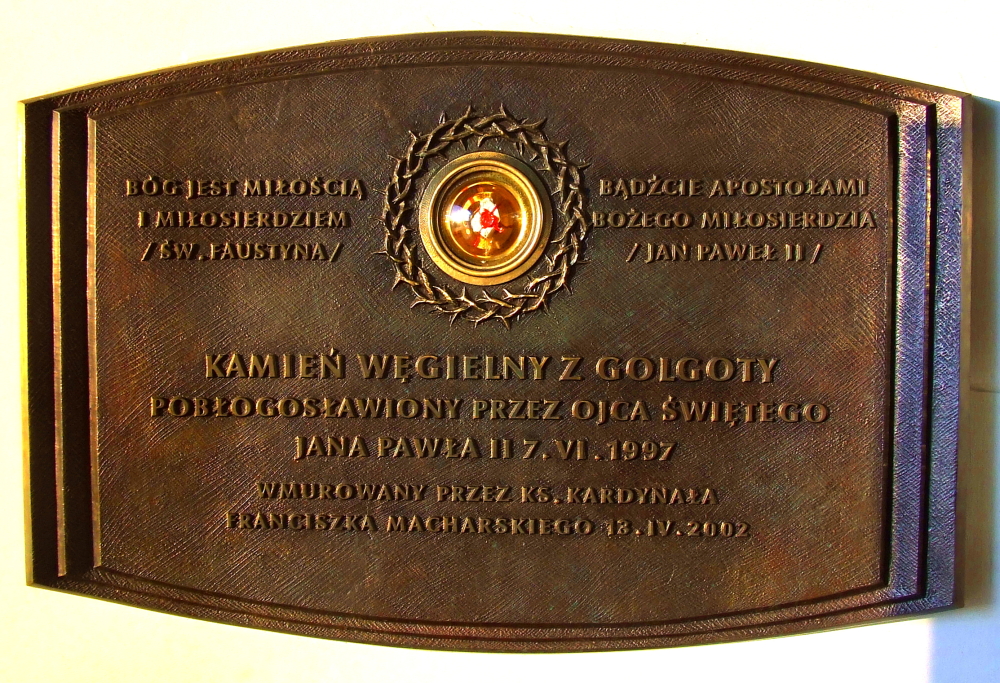 BÓG JEST MIŁOŚCIĄ
I MIŁOSIERDZIEM
/ŚW. FAUSTYNA/
BĄDŹCIE APOSTOŁAMI
BOŻEGO MIŁOSIERDZIA
/JAN PAWEŁ II/
KAMIEŃ WĘGIELNY Z GOLGOTY
POBŁOGOSŁAWIONY PRZEZ OJCA ŚWIĘTEGO
JANA PAWŁA II 7.VI.1997
WMUROWANY PRZEZ KS. KARDYNAŁA
FRANCISZKA MACHARSKIEGO 13.IV.2002